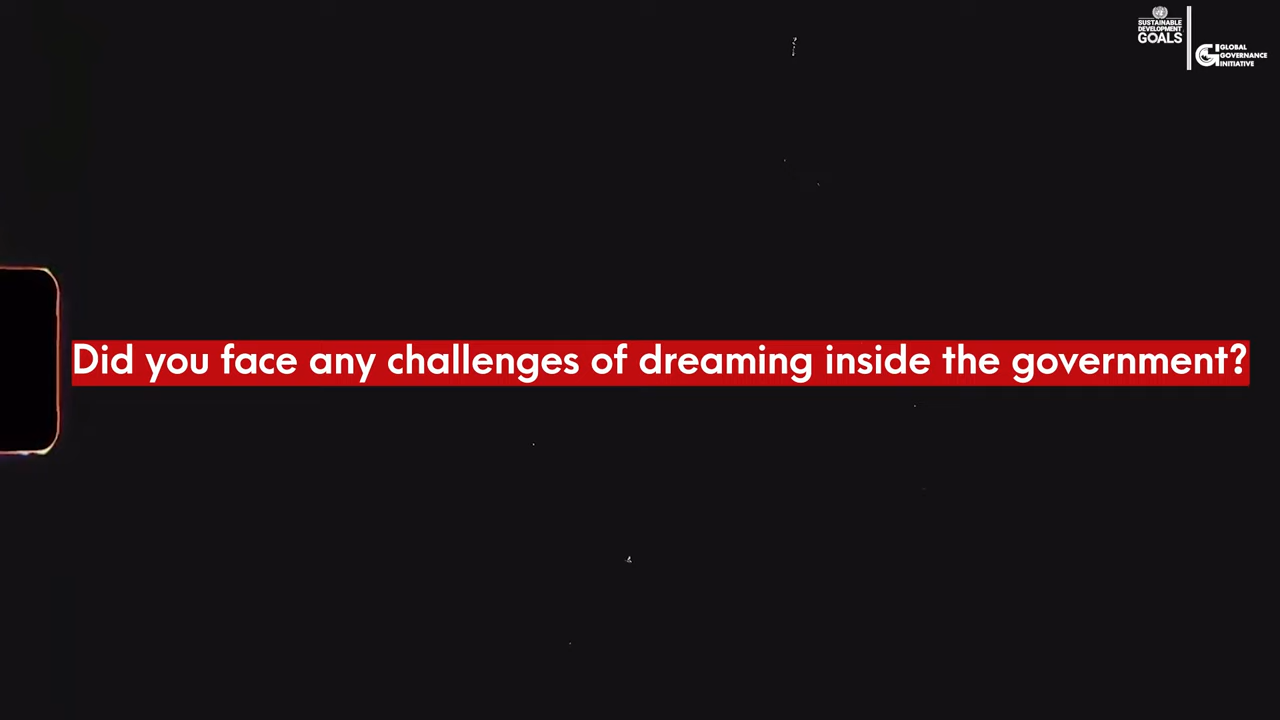 SUSTAINABLE
DEVELOPMENT
GOALS
GLOBAL
GOVERNANCE
INITIATIVE
Did you face any challenges of dreaming inside the government?